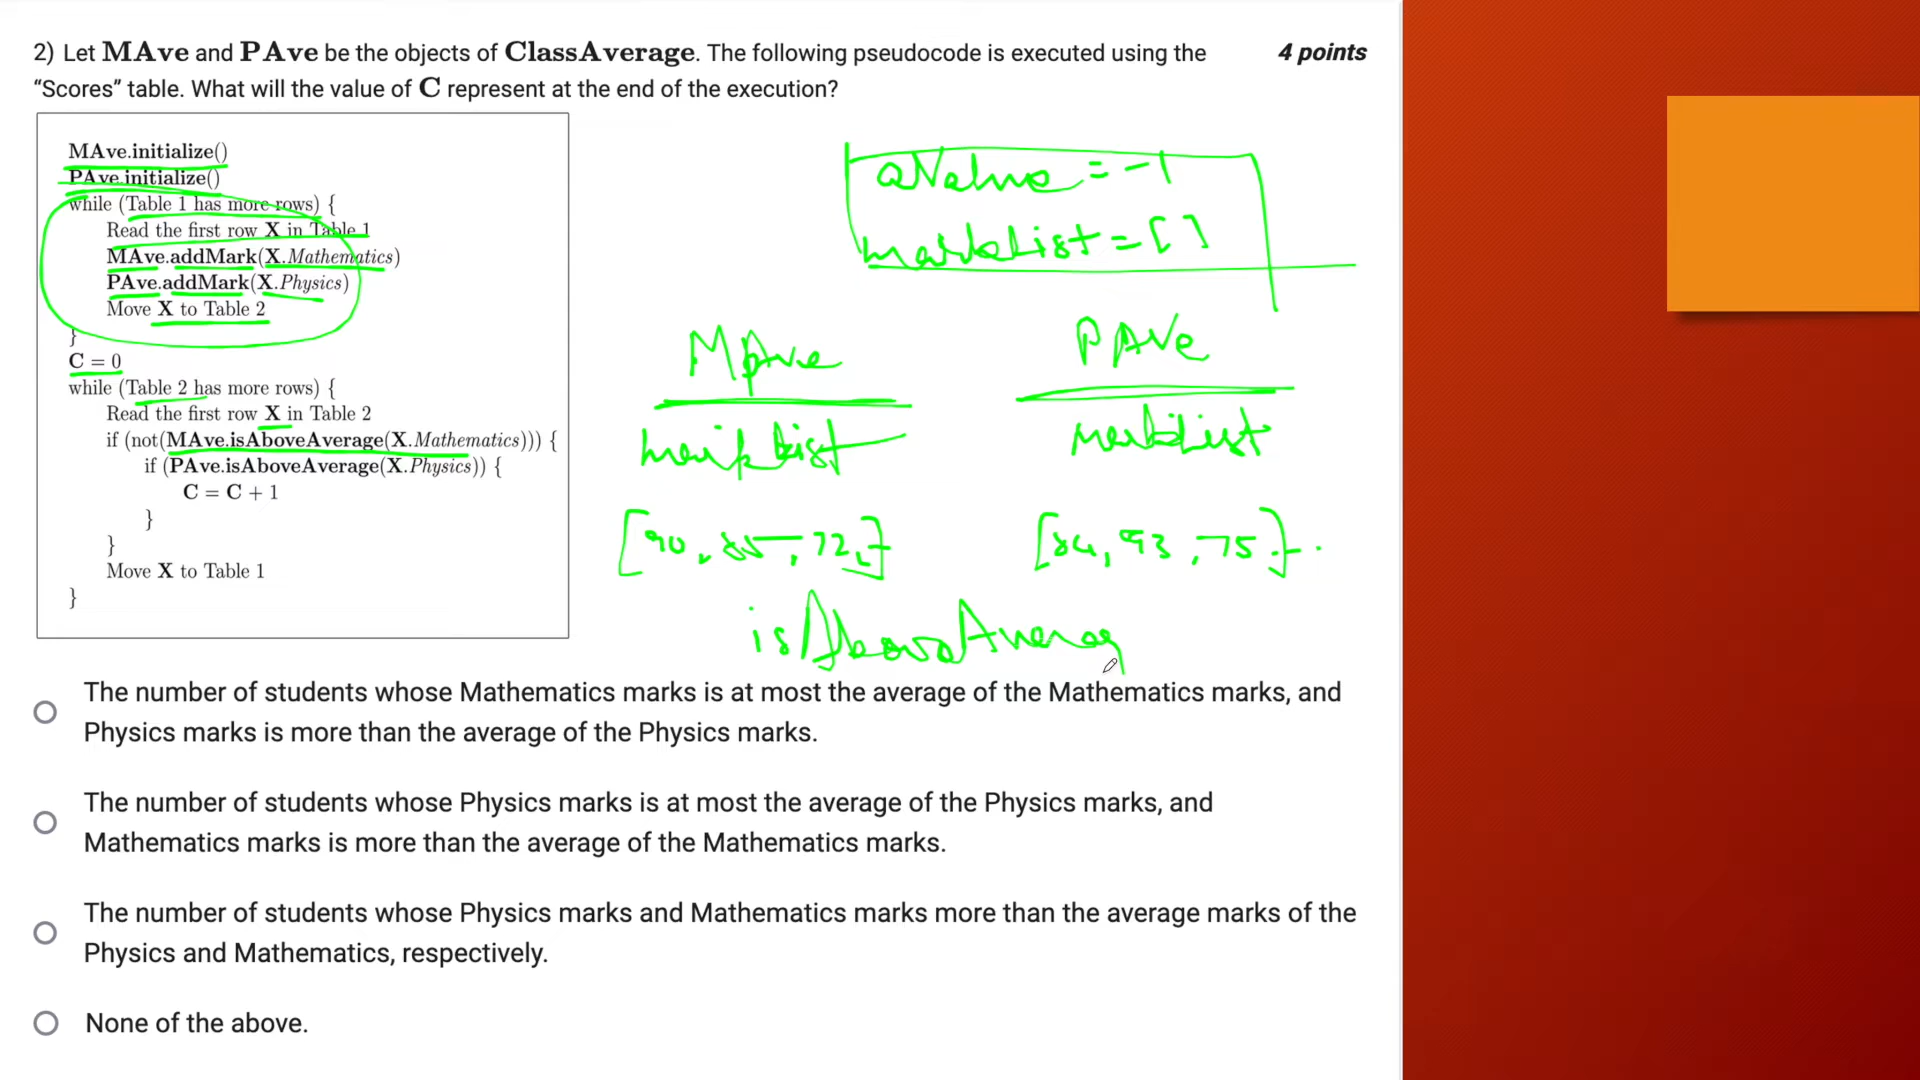 2) Let MAve and PAve be the objects of ClassAverage. The following pseudocode is executed using the 4 points
“Scores” table. What will the value of C represent at the end of the execution?
MAve.initialize()
PAve.initialize()
while (Table 1 has more rows) {
Read the first row X in Table 1
MAve.addMark(X.Mathematics)
PAve.addMark(X.Physics)
Move X to Table 2
}
C = 0
while (Table 2 has more rows) {
Read the first row X in Table 2
if (not(MAve.isAboveAverage(X.Mathematics))) {
if (PAve.isAboveAverage(X.Physics)) {
C = C + 1
}
}
Move X to Table 1
}
aValue = -1
markList = [ ]
MAve PAve
markList markList
[90, 85, 72,] [84, 93, 75].
isAboveAverag
The number of students whose Mathematics marks is at most the average of the Mathematics marks, and
Physics marks is more than the average of the Physics marks.
The number of students whose Physics marks is at most the average of the Physics marks, and
Mathematics marks is more than the average of the Mathematics marks.
The number of students whose Physics marks and Mathematics marks more than the average marks of the
Physics and Mathematics, respectively.
None of the above.